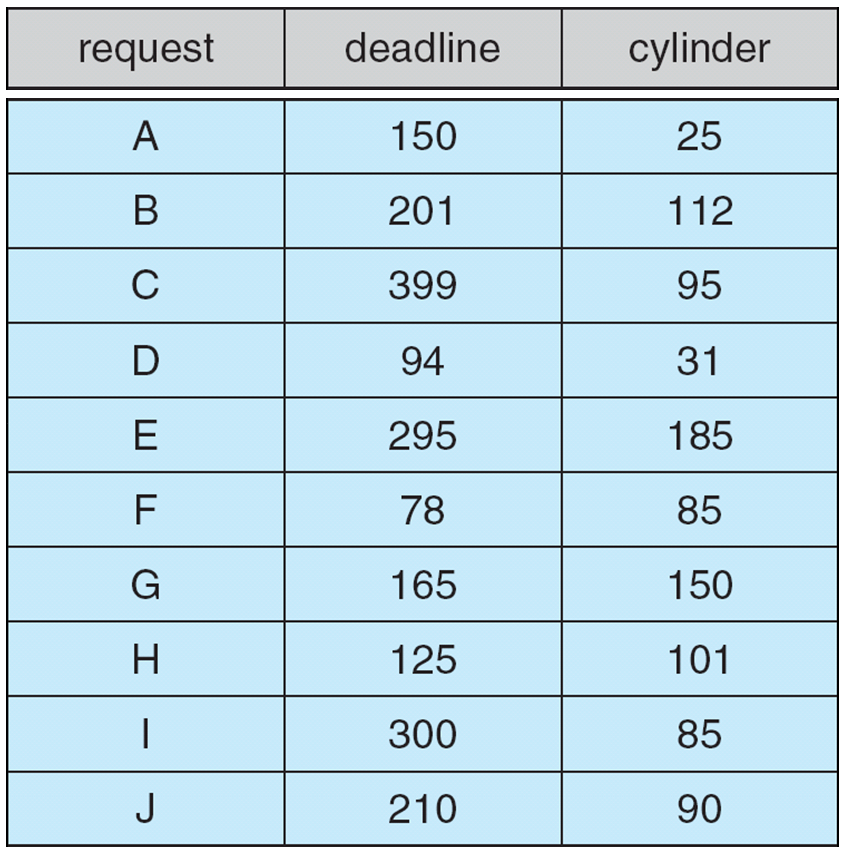 request deadline cylinder
A 150 25
B 201 112
C 399 95
D 94 31
E 295 185
F 78 85
G 165 150
H 125 101
I 300 85
J 210 90